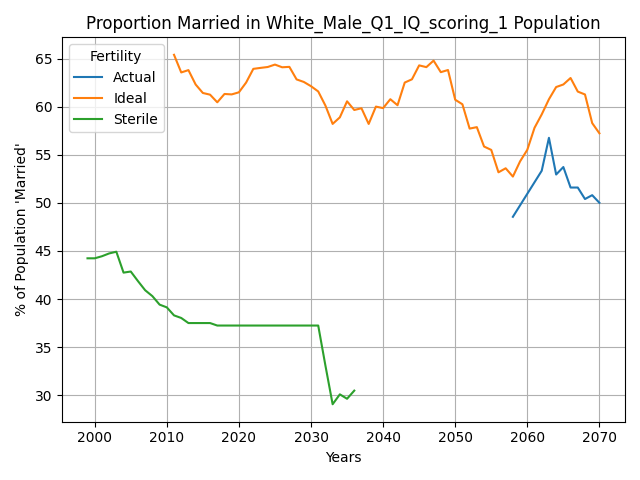 Proportion Married in White_Male_Q1_IQ_scoring_1 Population
Fertility
Actual
Ideal
Sterile
% of Population 'Married'
65
60
55
50
45
40
35
30
2000 2010 2020 2030 2040 2050 2060 2070
Years